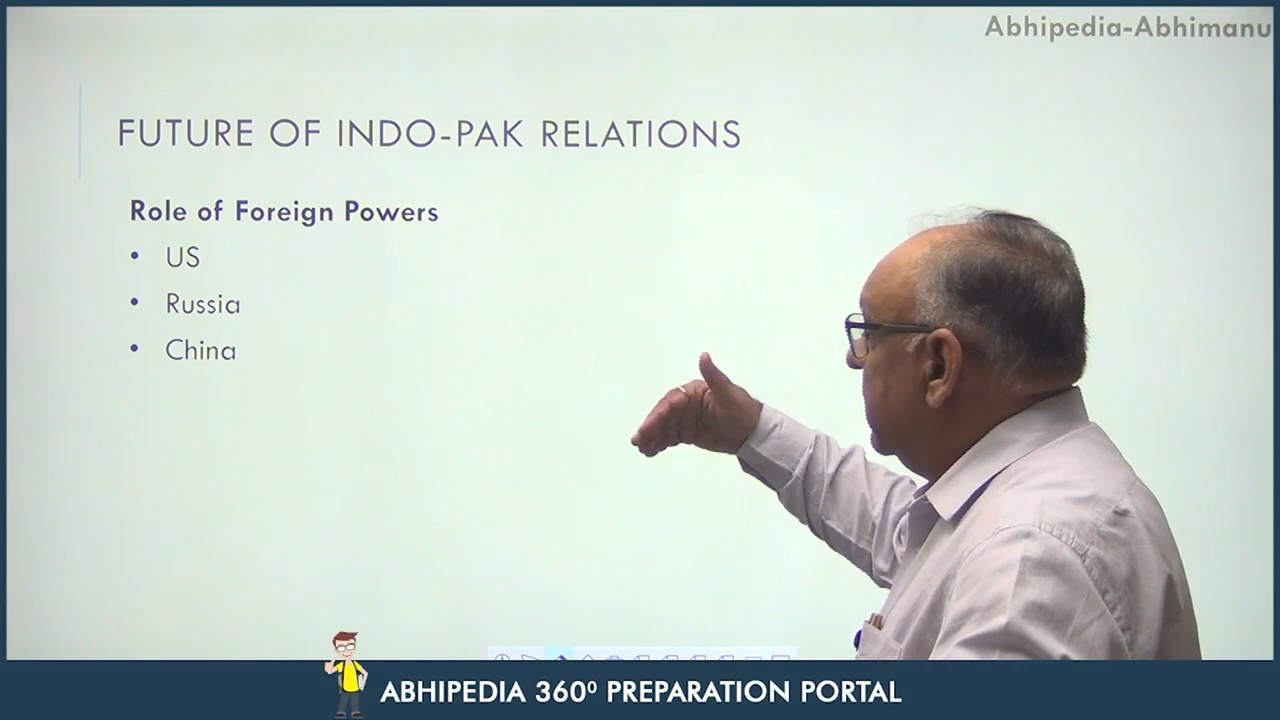 Abhipedia-Abhimanu
FUTURE OF INDO-PAK RELATIONS
Role of Foreign Powers
• US
• Russia
• China
ABHIPEDIA 360⁰ PREPARATION PORTAL